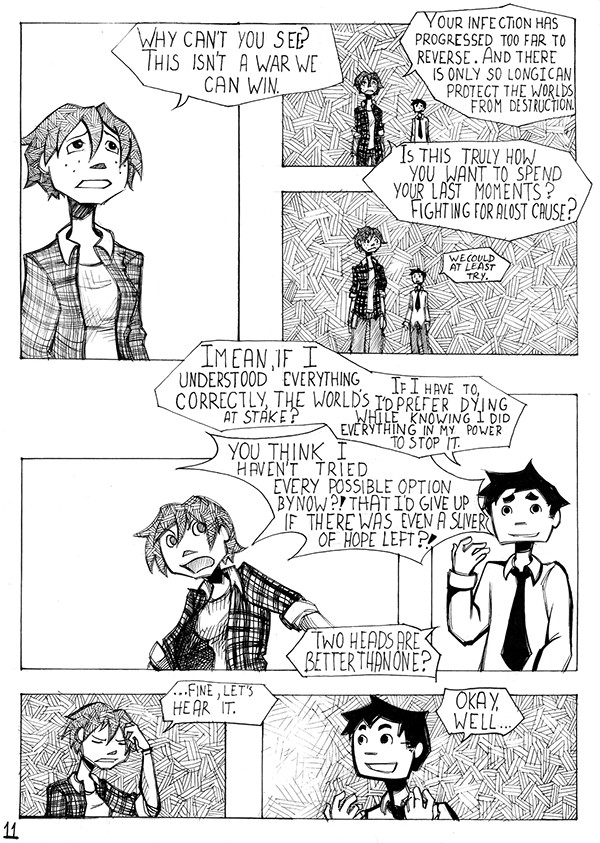 WHY CAN'T YOU SEE?
THIS ISN'T A WAR WE
CAN WIN.
YOUR INFECTION HAS
PROGRESSED TOO FAR TO
REVERSE. AND THERE
IS ONLY SO LONG I CAN
PROTECT THE WORLDS
FROM DESTRUCTION.
IS THIS TRULY HOW
YOU WANT TO SPEND
YOUR LAST MOMENTS?
FIGHTING FOR A LOST CAUSE?
WE COULD
AT LEAST
TRY.
I MEAN, IF I
UNDERSTOOD EVERYTHING
CORRECTLY, THE WORLD'S
AT STAKE?
IF I HAVE TO,
I'D PREFER DYING
WHILE KNOWING I DID
EVERYTHING IN MY POWER
TO STOP IT.
YOU THINK I
HAVEN'T TRIED
EVERY POSSIBLE OPTION
BY NOW?! THAT I'D GIVE UP
IF THERE WAS EVEN A SLIVER
OF HOPE LEFT?!
TWO HEADS ARE
BETTER THAN ONE?
...FINE, LET'S
HEAR IT.
OKAY,
WELL...
11